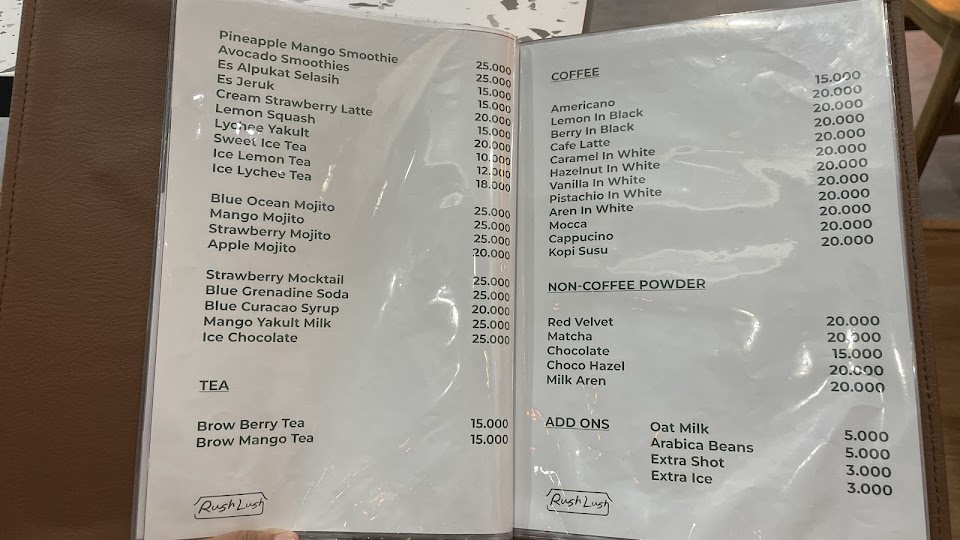 Pineapple Mango Smoothie 25.000
Avocado Smoothies 25.000
Es Alpukat Selasih 15.000
Es Jeruk 15.000
Cream Strawberry Latte 20.000
Lemon Squash 15.000
Lychee Yakult 20.000
Sweet Ice Tea 10.000
Ice Lemon Tea 12.000
Ice Lychee Tea 18.000
Blue Ocean Mojito 25.000
Mango Mojito 25.000
Strawberry Mojito 25.000
Apple Mojito 20.000
Strawberry Mocktail 25.000
Blue Grenadine Soda 25.000
Blue Curacao Syrup 20.000
Mango Yakult Milk 25.000
Ice Chocolate 25.000
TEA
Brow Berry Tea 15.000
Brow Mango Tea 15.000
Rush Lush
COFFEE
Americano 15.000
Lemon In Black 20.000
Berry In Black 20.000
Cafe Latte 20.000
Caramel In White 20.000
Hazelnut In White 20.000
Vanilla In White 20.000
Pistachio In White 20.000
Aren In White 20.000
Mocca 20.000
Cappucino 20.000
Kopi Susu 20.000
NON-COFFEE POWDER
Red Velvet 20.000
Matcha 20.000
Chocolate 15.000
Choco Hazel 20.000
Milk Aren 20.000
ADD ONS
Oat Milk 5.000
Arabica Beans 5.000
Extra Shot 3.000
Extra Ice 3.000
Rush Lush